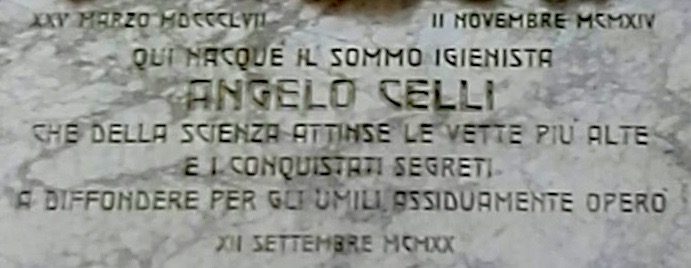 XXV MARZO MDCCCLVII II NOVEMBRE MCMXIV
QUI NACQUE IL SOMMO IGIENISTA
ANGELO CELLI
CHE DELLA SCIENZA ATTINSE LE VETTE PIU' ALTE
E I CONQUISTATI SEGRETI
A DIFFONDERE PER GLI UMILI ASSIDUAMENTE OPERO'
XII SETTEMBRE MCMXX